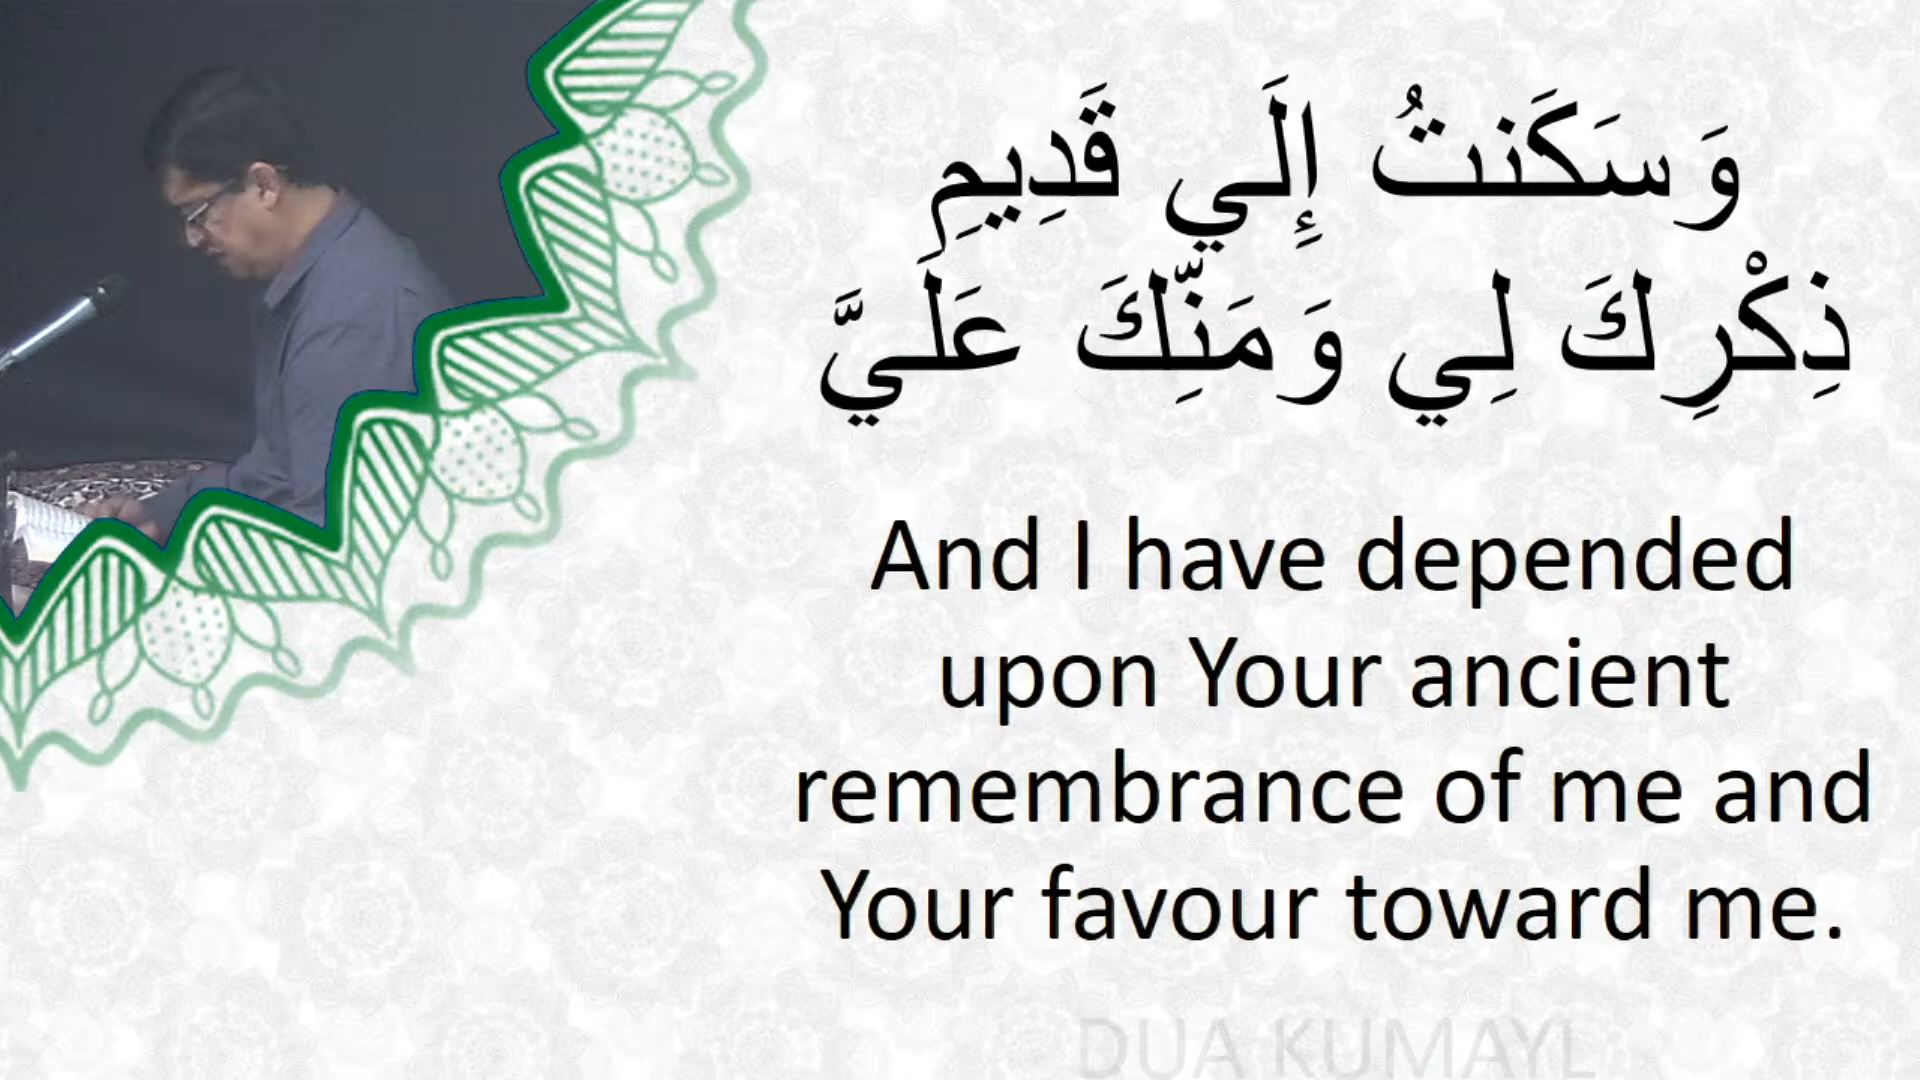 وَسَكَنتُ إِلَي قَدِيمِ
ذِكْرِكَ لِي وَمَنِّكَ عَلَيَّ
And I have depended
upon Your ancient
remembrance of me and
Your favour toward me.
DUA KUMAYL